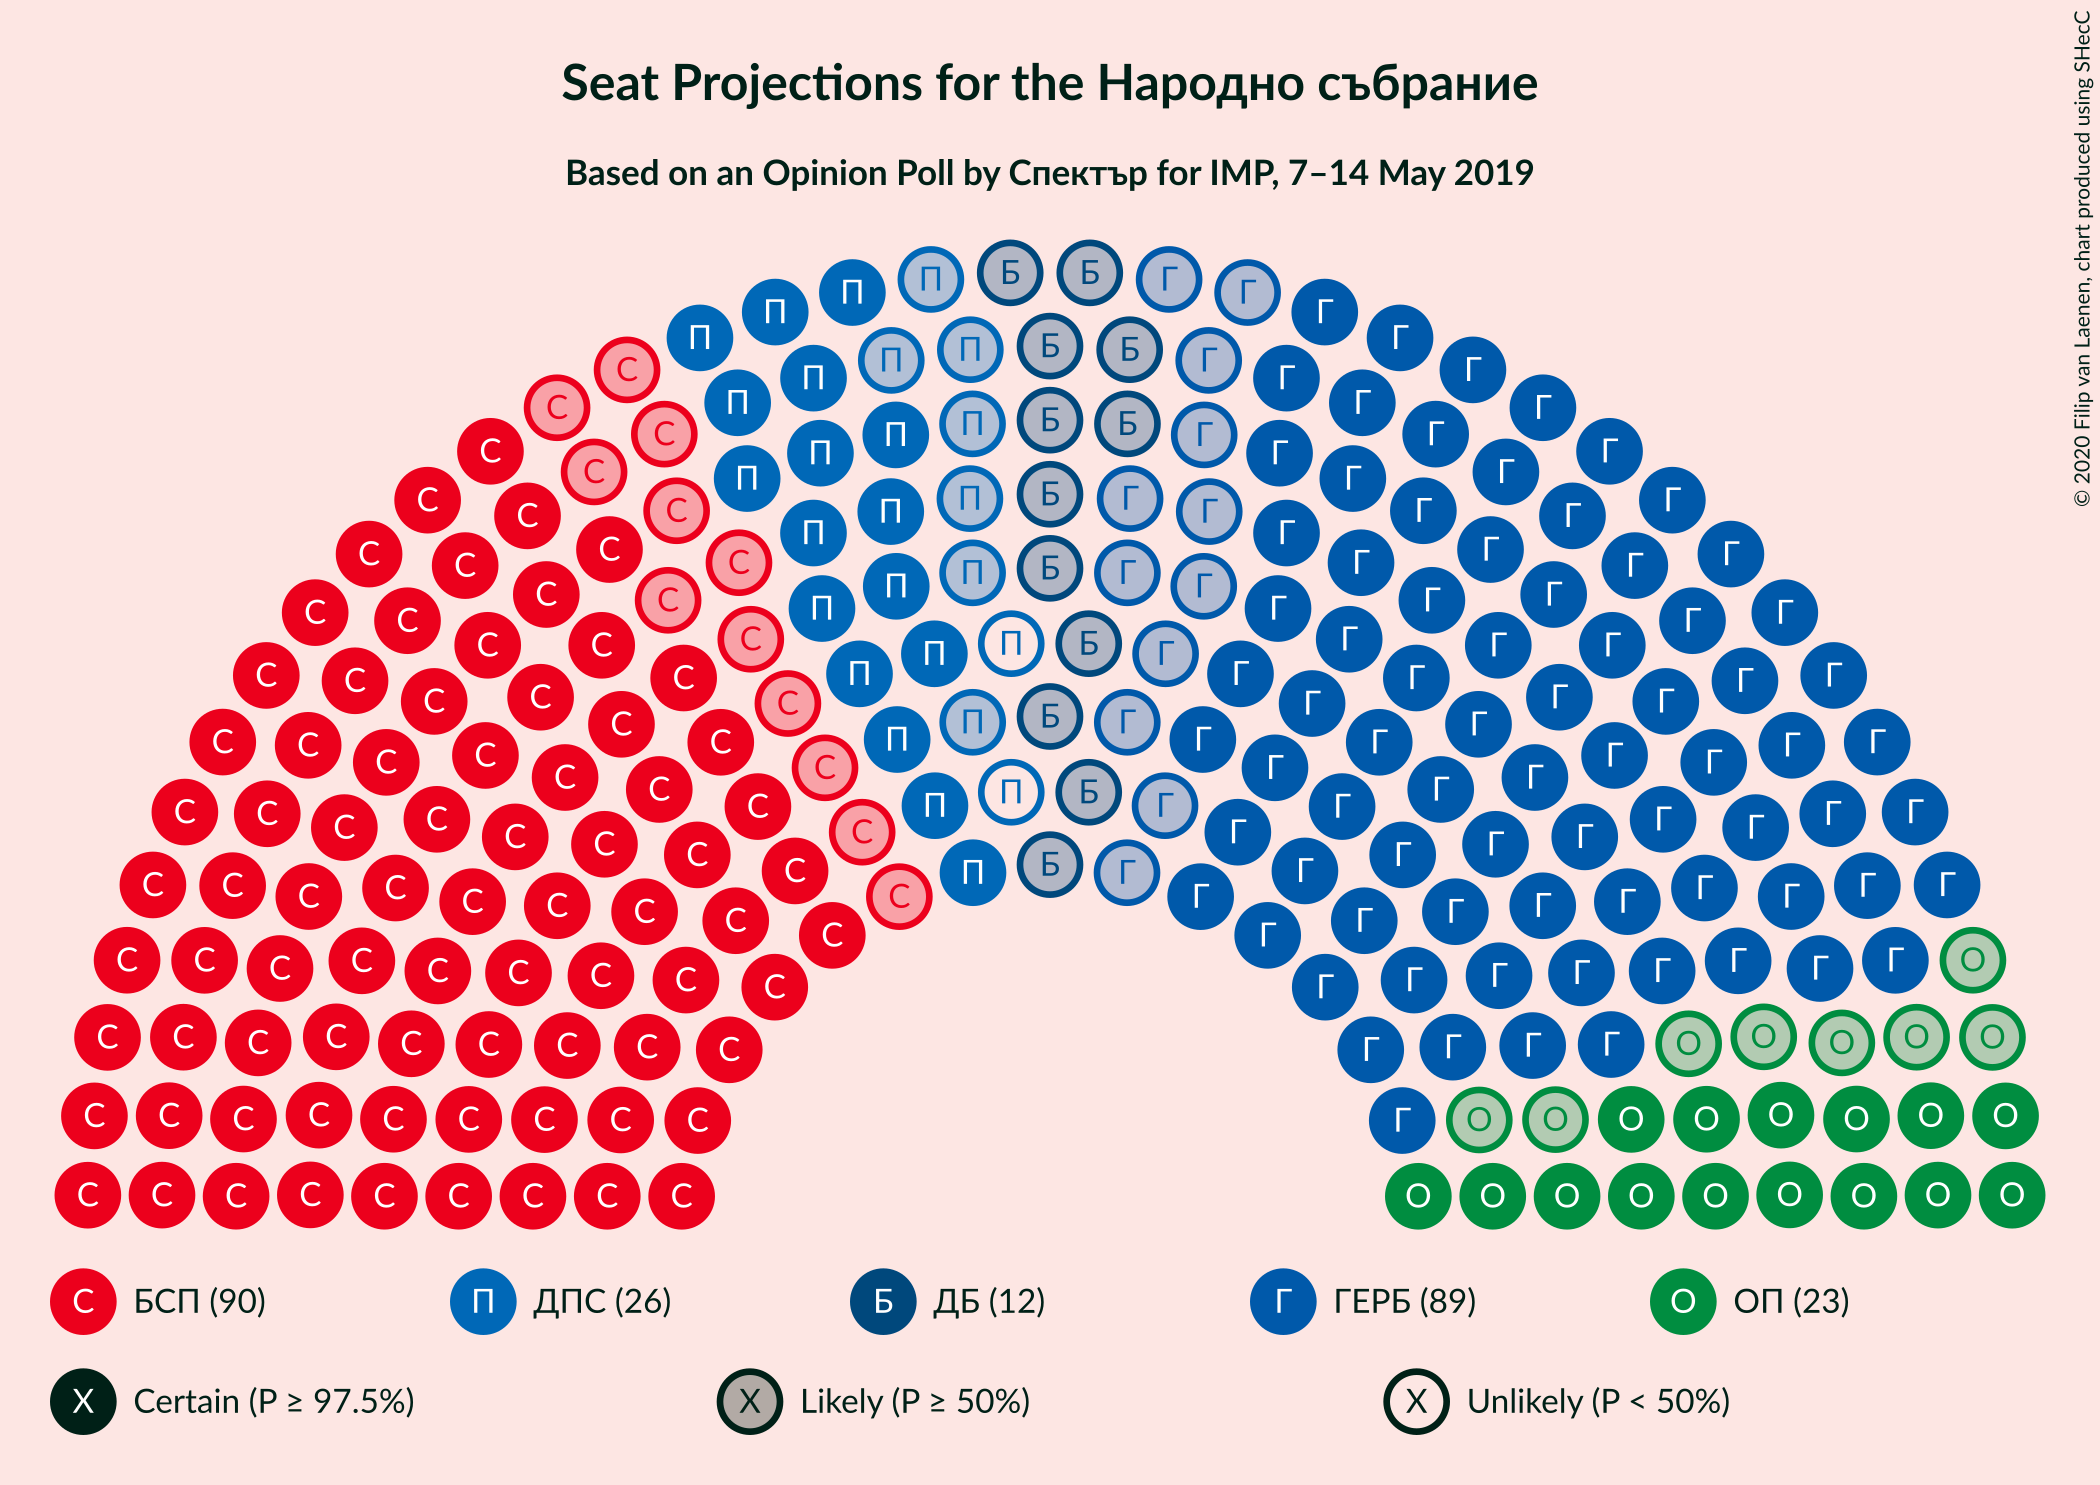 Seat Projections for the Народно събрание
Based on an Opinion Poll by Спектър for IMP, 7–14 May 2019
© 2020 Filip van Laenen, chart produced using SHecC
С БСП (90) П ДПС (26) Б ДБ (12) Г ГЕРБ (89) О ОП (23)
X Certain (P ≥ 97.5%) X Likely (P ≥ 50%) X Unlikely (P < 50%)